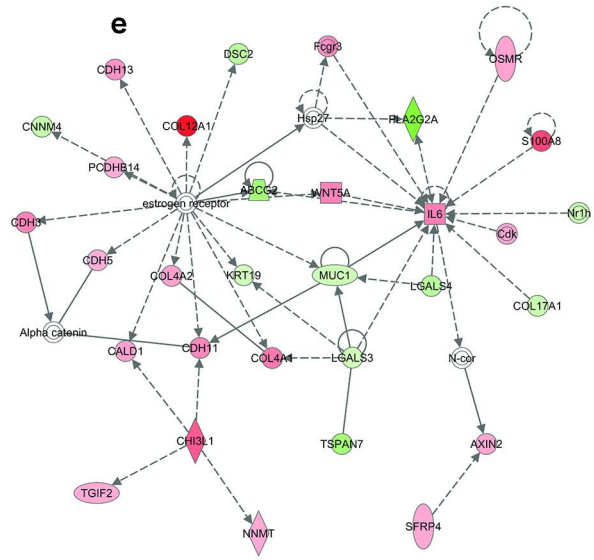 e
DSC2
Fcgr3
OSMR
CDH13
CNNM4
COL12A1
Hsp27
PLA2G2A
S100A8
PCDHB14
estrogen receptor
ABCG2
WNT5A
IL6
Nr1h
CDH3
Cdk
CDH5
COL4A2
KRT19
MUC1
LGALS4
COL17A1
Alpha catenin
CALD1
CDH11
COL4A1
LGALS3
N-cor
CHI3L1
TSPAN7
AXIN2
TGIF2
NNMT
SFRP4